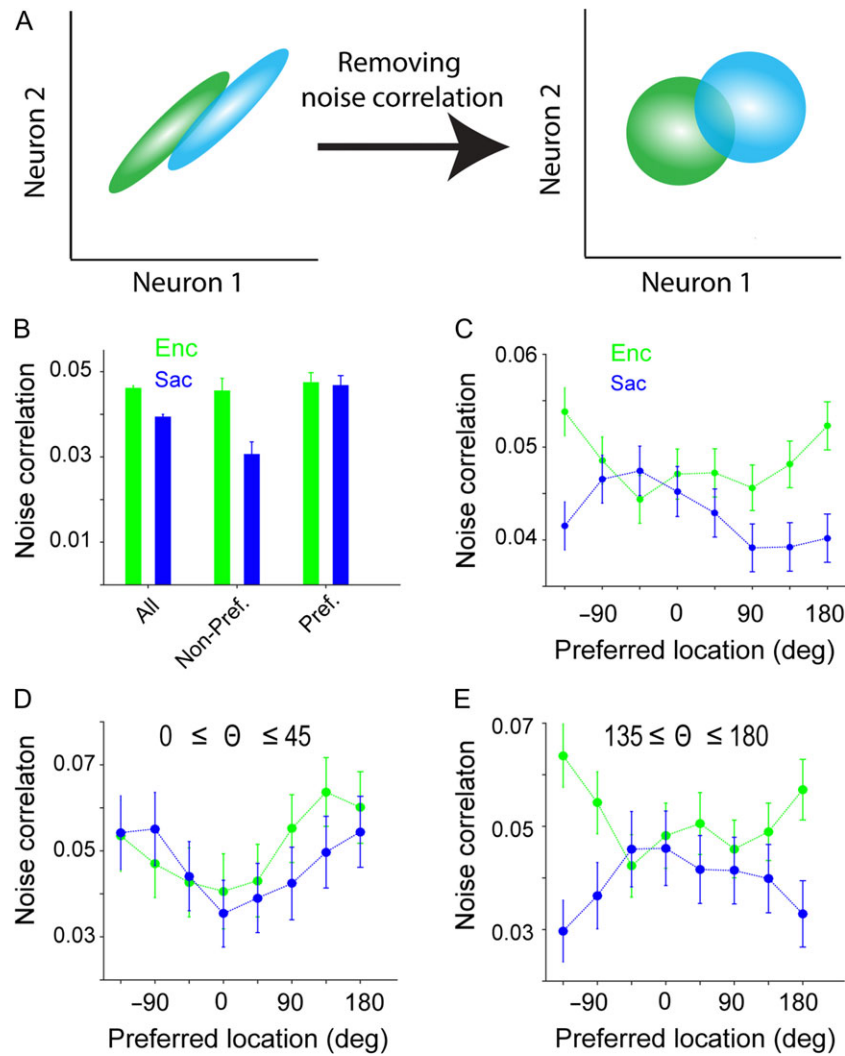 A
Neuron 2
Neuron 1
Removing
noise correlation
Neuron 2
Neuron 1
B
Noise correlation
0.05
0.03
0.01
Enc
Sac
All
Non-Pref.
Pref.
C
Noise correlation
0.06
0.05
0.04
Enc
Sac
−90
0
90
180
Preferred location (deg)
D
Noise correlation
0.07
0.05
0.03
0 ≤ Θ ≤45
−90
0
90
180
Preferred location (deg)
E
Noise correlaton
0.07
0.05
0.03
135≤ Θ ≤180
−90
0
90
180
Preferred location (deg)